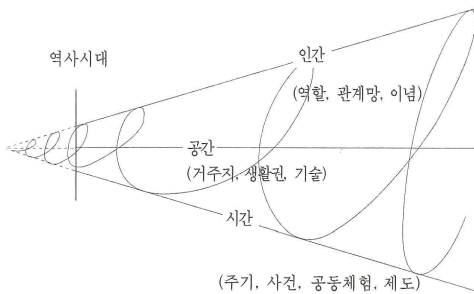 역사시대
인간
(역할, 관계망, 이념)
공간
(거주지, 생활권, 기술)
시간
(주기, 사건, 공동체험, 제도)